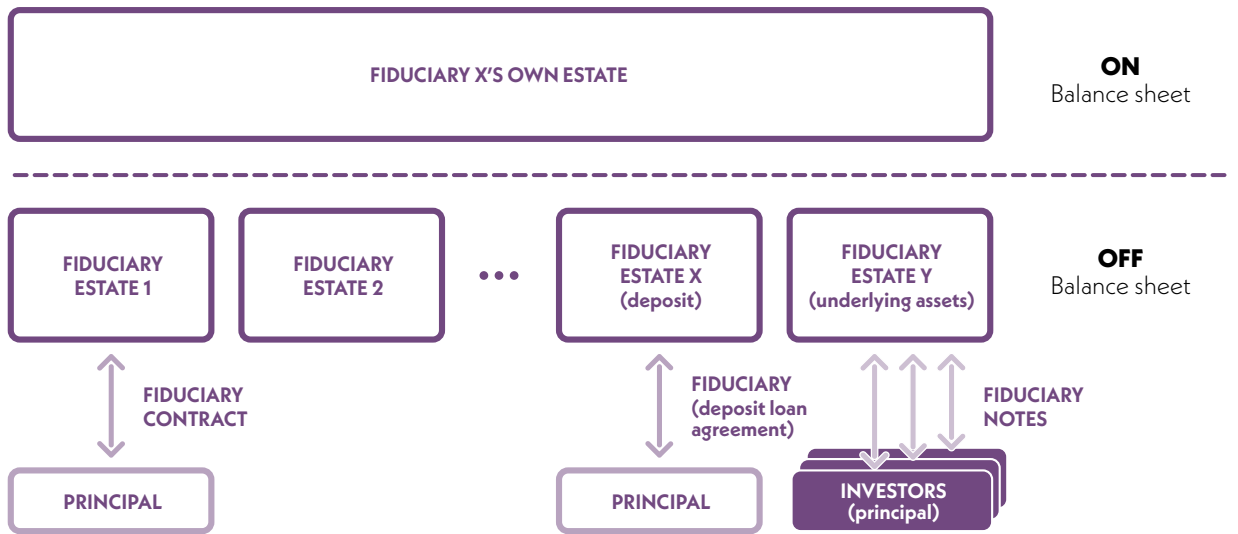 FIDUCIARY X'S OWN ESTATE
ON
Balance sheet
FIDUCIARY
ESTATE 1
FIDUCIARY
ESTATE 2
•••
FIDUCIARY
ESTATE X
(deposit)
FIDUCIARY
ESTATE Y
(underlying assets)
OFF
Balance sheet
FIDUCIARY
CONTRACT
FIDUCIARY
(deposit loan
agreement)
FIDUCIARY
NOTES
PRINCIPAL
PRINCIPAL
INVESTORS
(principal)